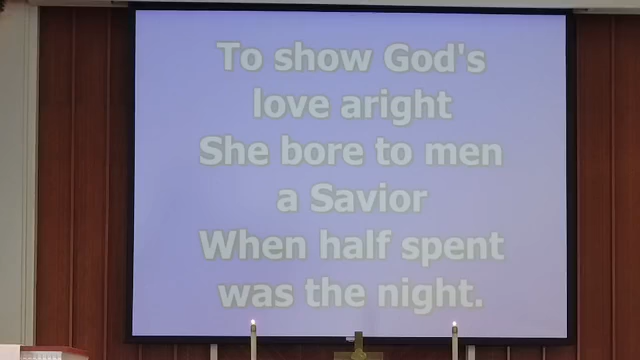 To show God's
love aright
She bore to men
a Savior
When half spent
was the night.